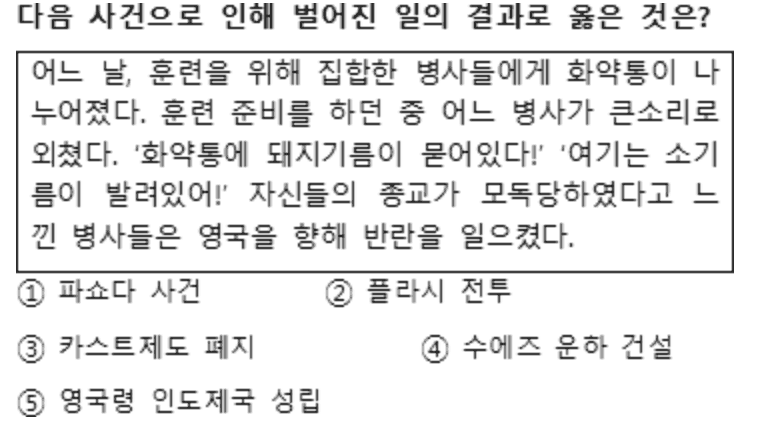 다음 사건으로 인해 벌어진 일의 결과로 옳은 것은?
어느 날, 훈련을 위해 집합한 병사들에게 화약통이 나
누어졌다. 훈련 준비를 하던 중 어느 병사가 큰소리로
외쳤다. '화약통에 돼지기름이 묻어있다!' '여기는 소기
름이 발려있어!' 자신들의 종교가 모독당하였다고 느
낀 병사들은 영국을 향해 반란을 일으켰다.
① 파쇼다 사건 ② 플라시 전투
③ 카스트제도 폐지 ④ 수에즈 운하 건설
⑤ 영국령 인도제국 성립